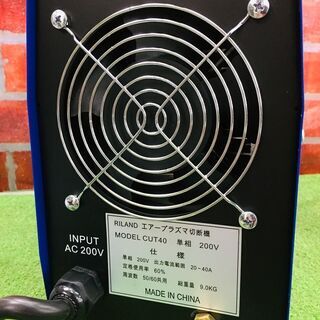 RILAND エアープラズマ切断機
MODEL CUT40 単相 200V
仕 様
単相 200V 出力電流範囲 20~40A
定格使用率 60%
周波数 50/60共用 総重量 9.0KG
MADE IN CHINA
INPUT
AC 200V